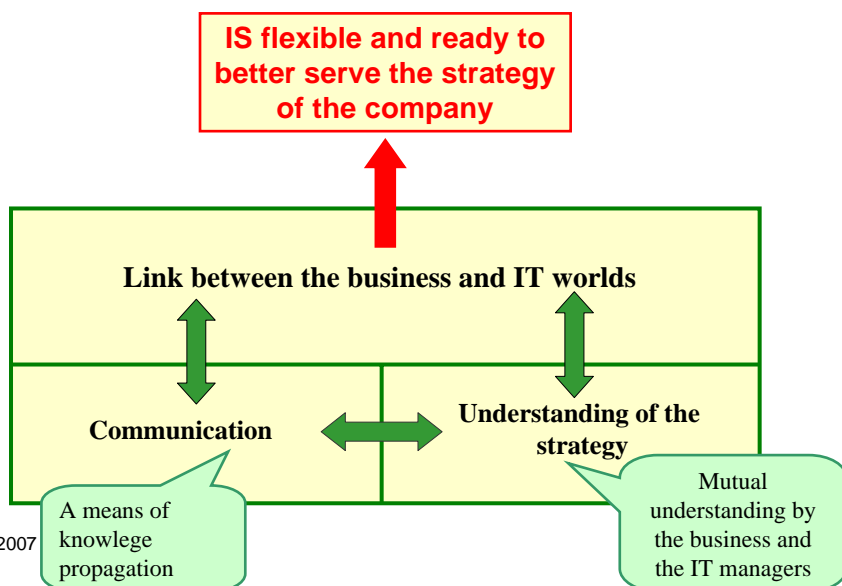 IS flexible and ready to
better serve the strategy
of the company
Link between the business and IT worlds
Communication
Understanding of the
strategy
A means of
knowlege
propagation
Mutual
understanding by
the business and
the IT managers
2007